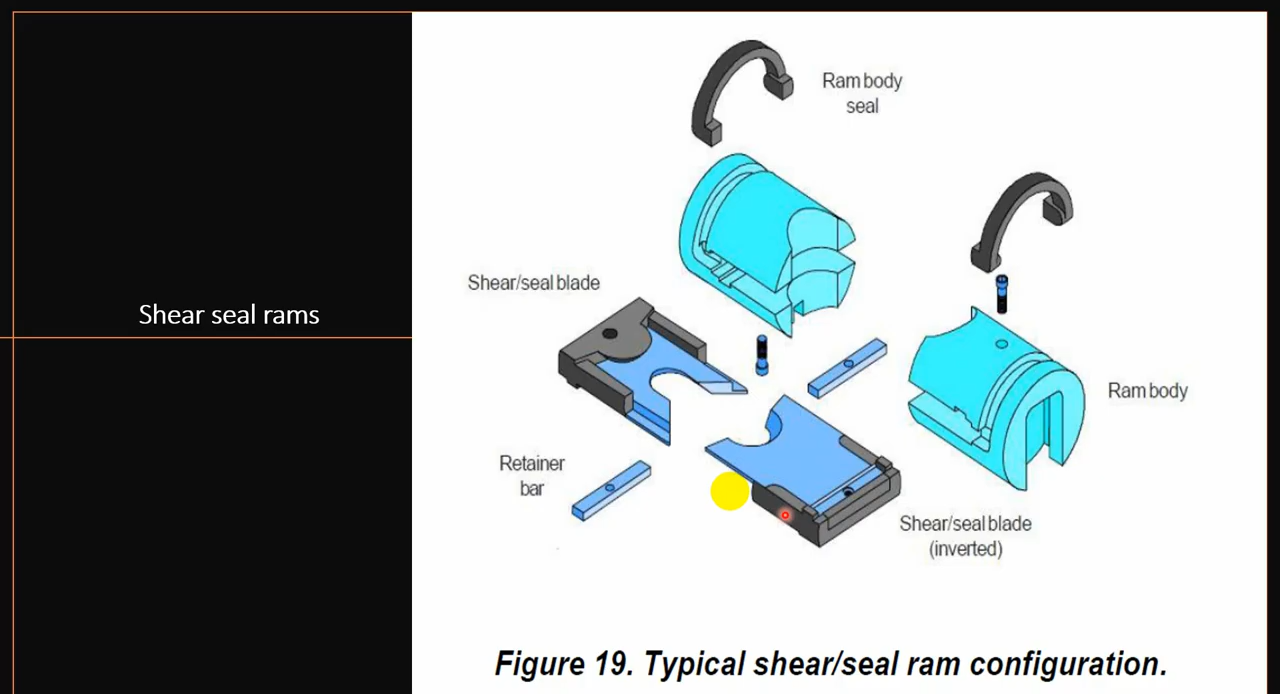 Shear seal rams
Ram body
seal
Shear/seal blade
Ram body
Retainer
bar
Shear/seal blade
(inverted)
Figure 19. Typical shear/seal ram configuration.